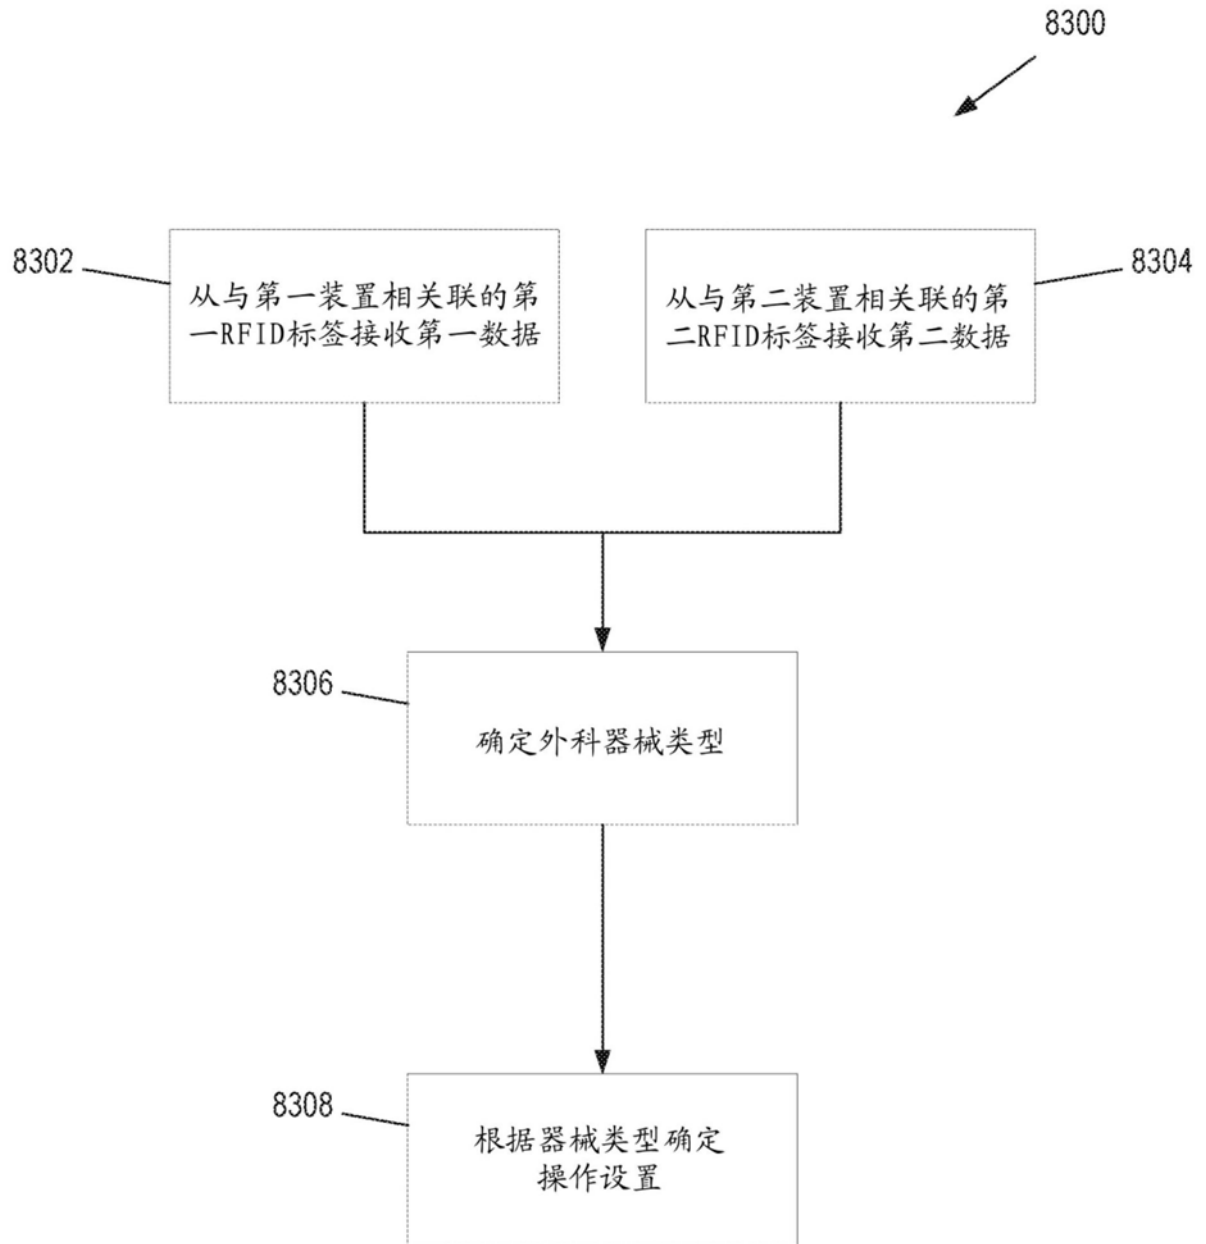 8300
8302
从与第一装置相关联的第
一RFID标签接收第一数据
8304
从与第二装置相关联的第
二RFID标签接收第二数据
8306
确定外科器械类型
8308
根据器械类型确定
操作设置